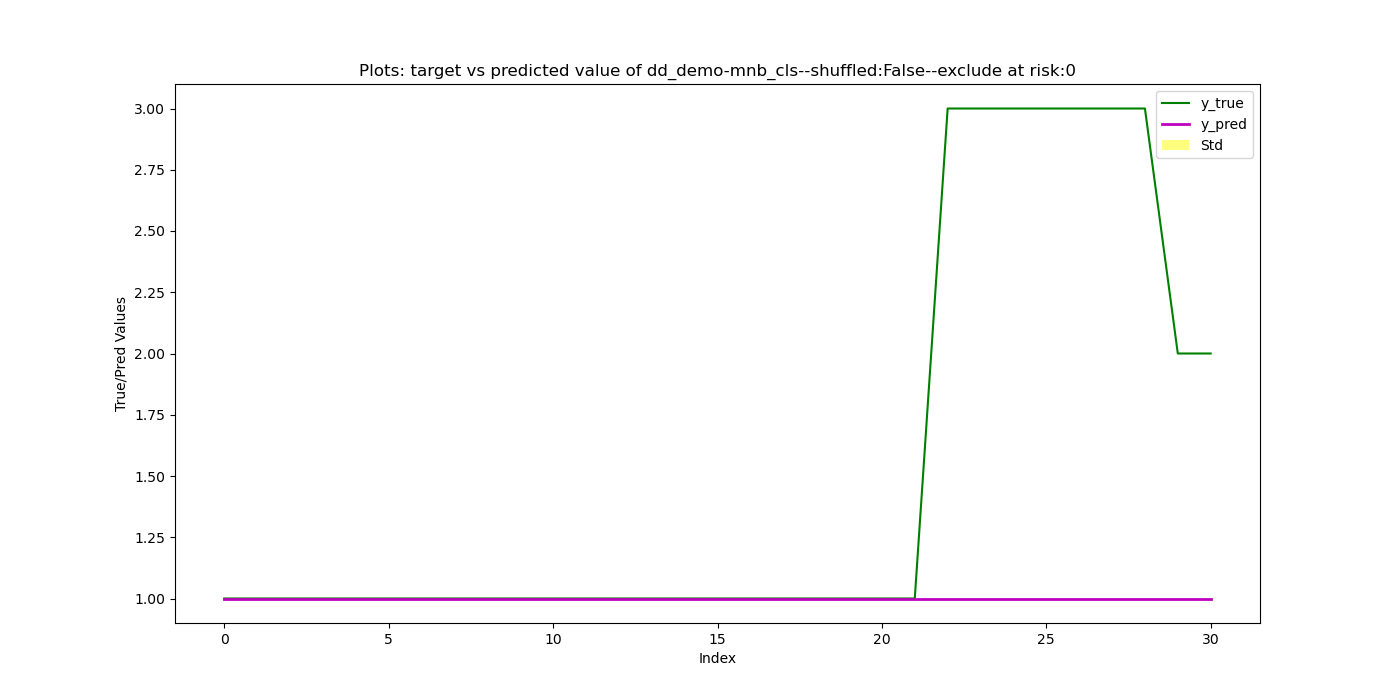 Plots: target vs predicted value of dd_demo-mnb_cls--shuffled:False--exclude at risk:0
y_true
y_pred
Std
True/Pred Values
3.00
2.75
2.50
2.25
2.00
1.75
1.50
1.25
1.00
0 5 10 15 20 25 30
Index